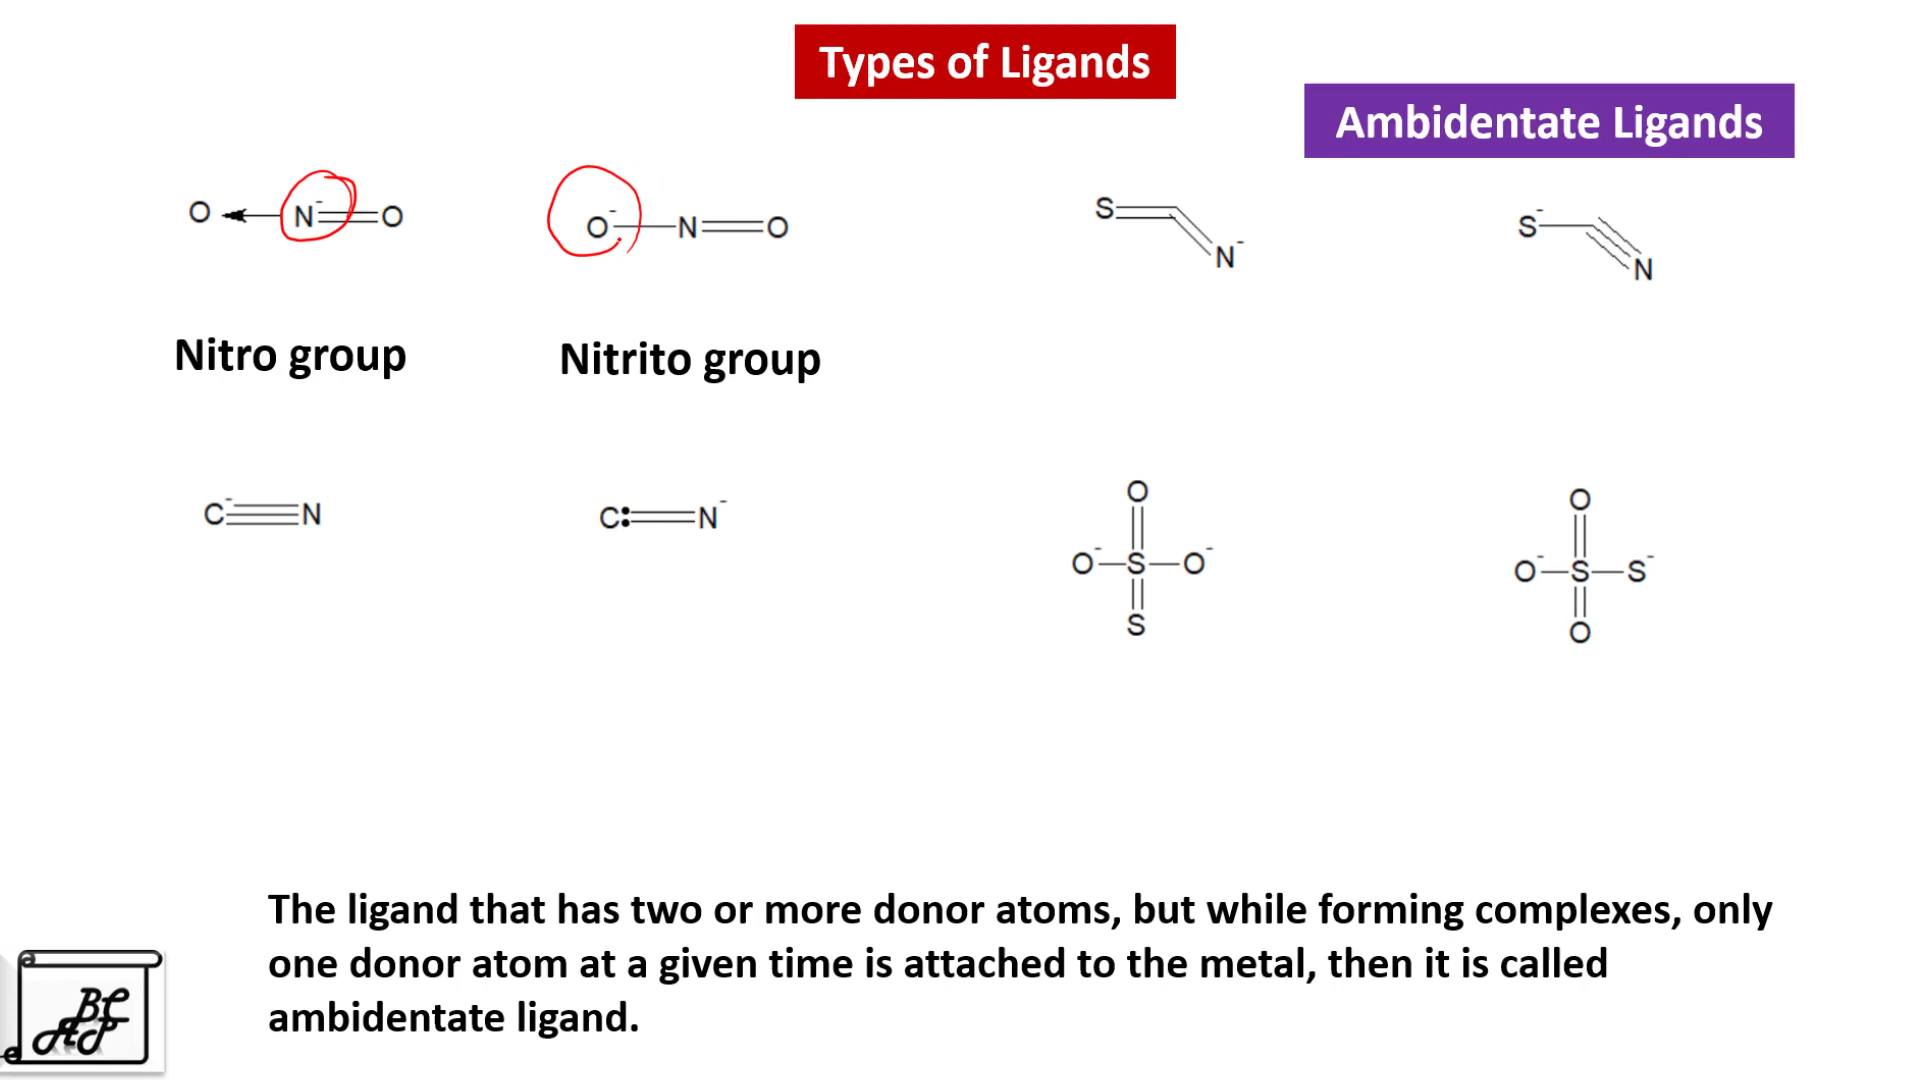 Types of Ligands
Ambidentate Ligands
O N⁻ O
O⁻ N O
S N⁻
S⁻ N
Nitro group
Nitrito group
C⁻ N
C: N⁻
O
O⁻ S O⁻
S
O
O⁻ S S⁻
O
The ligand that has two or more donor atoms, but while forming complexes, only
one donor atom at a given time is attached to the metal, then it is called
ambidentate ligand.